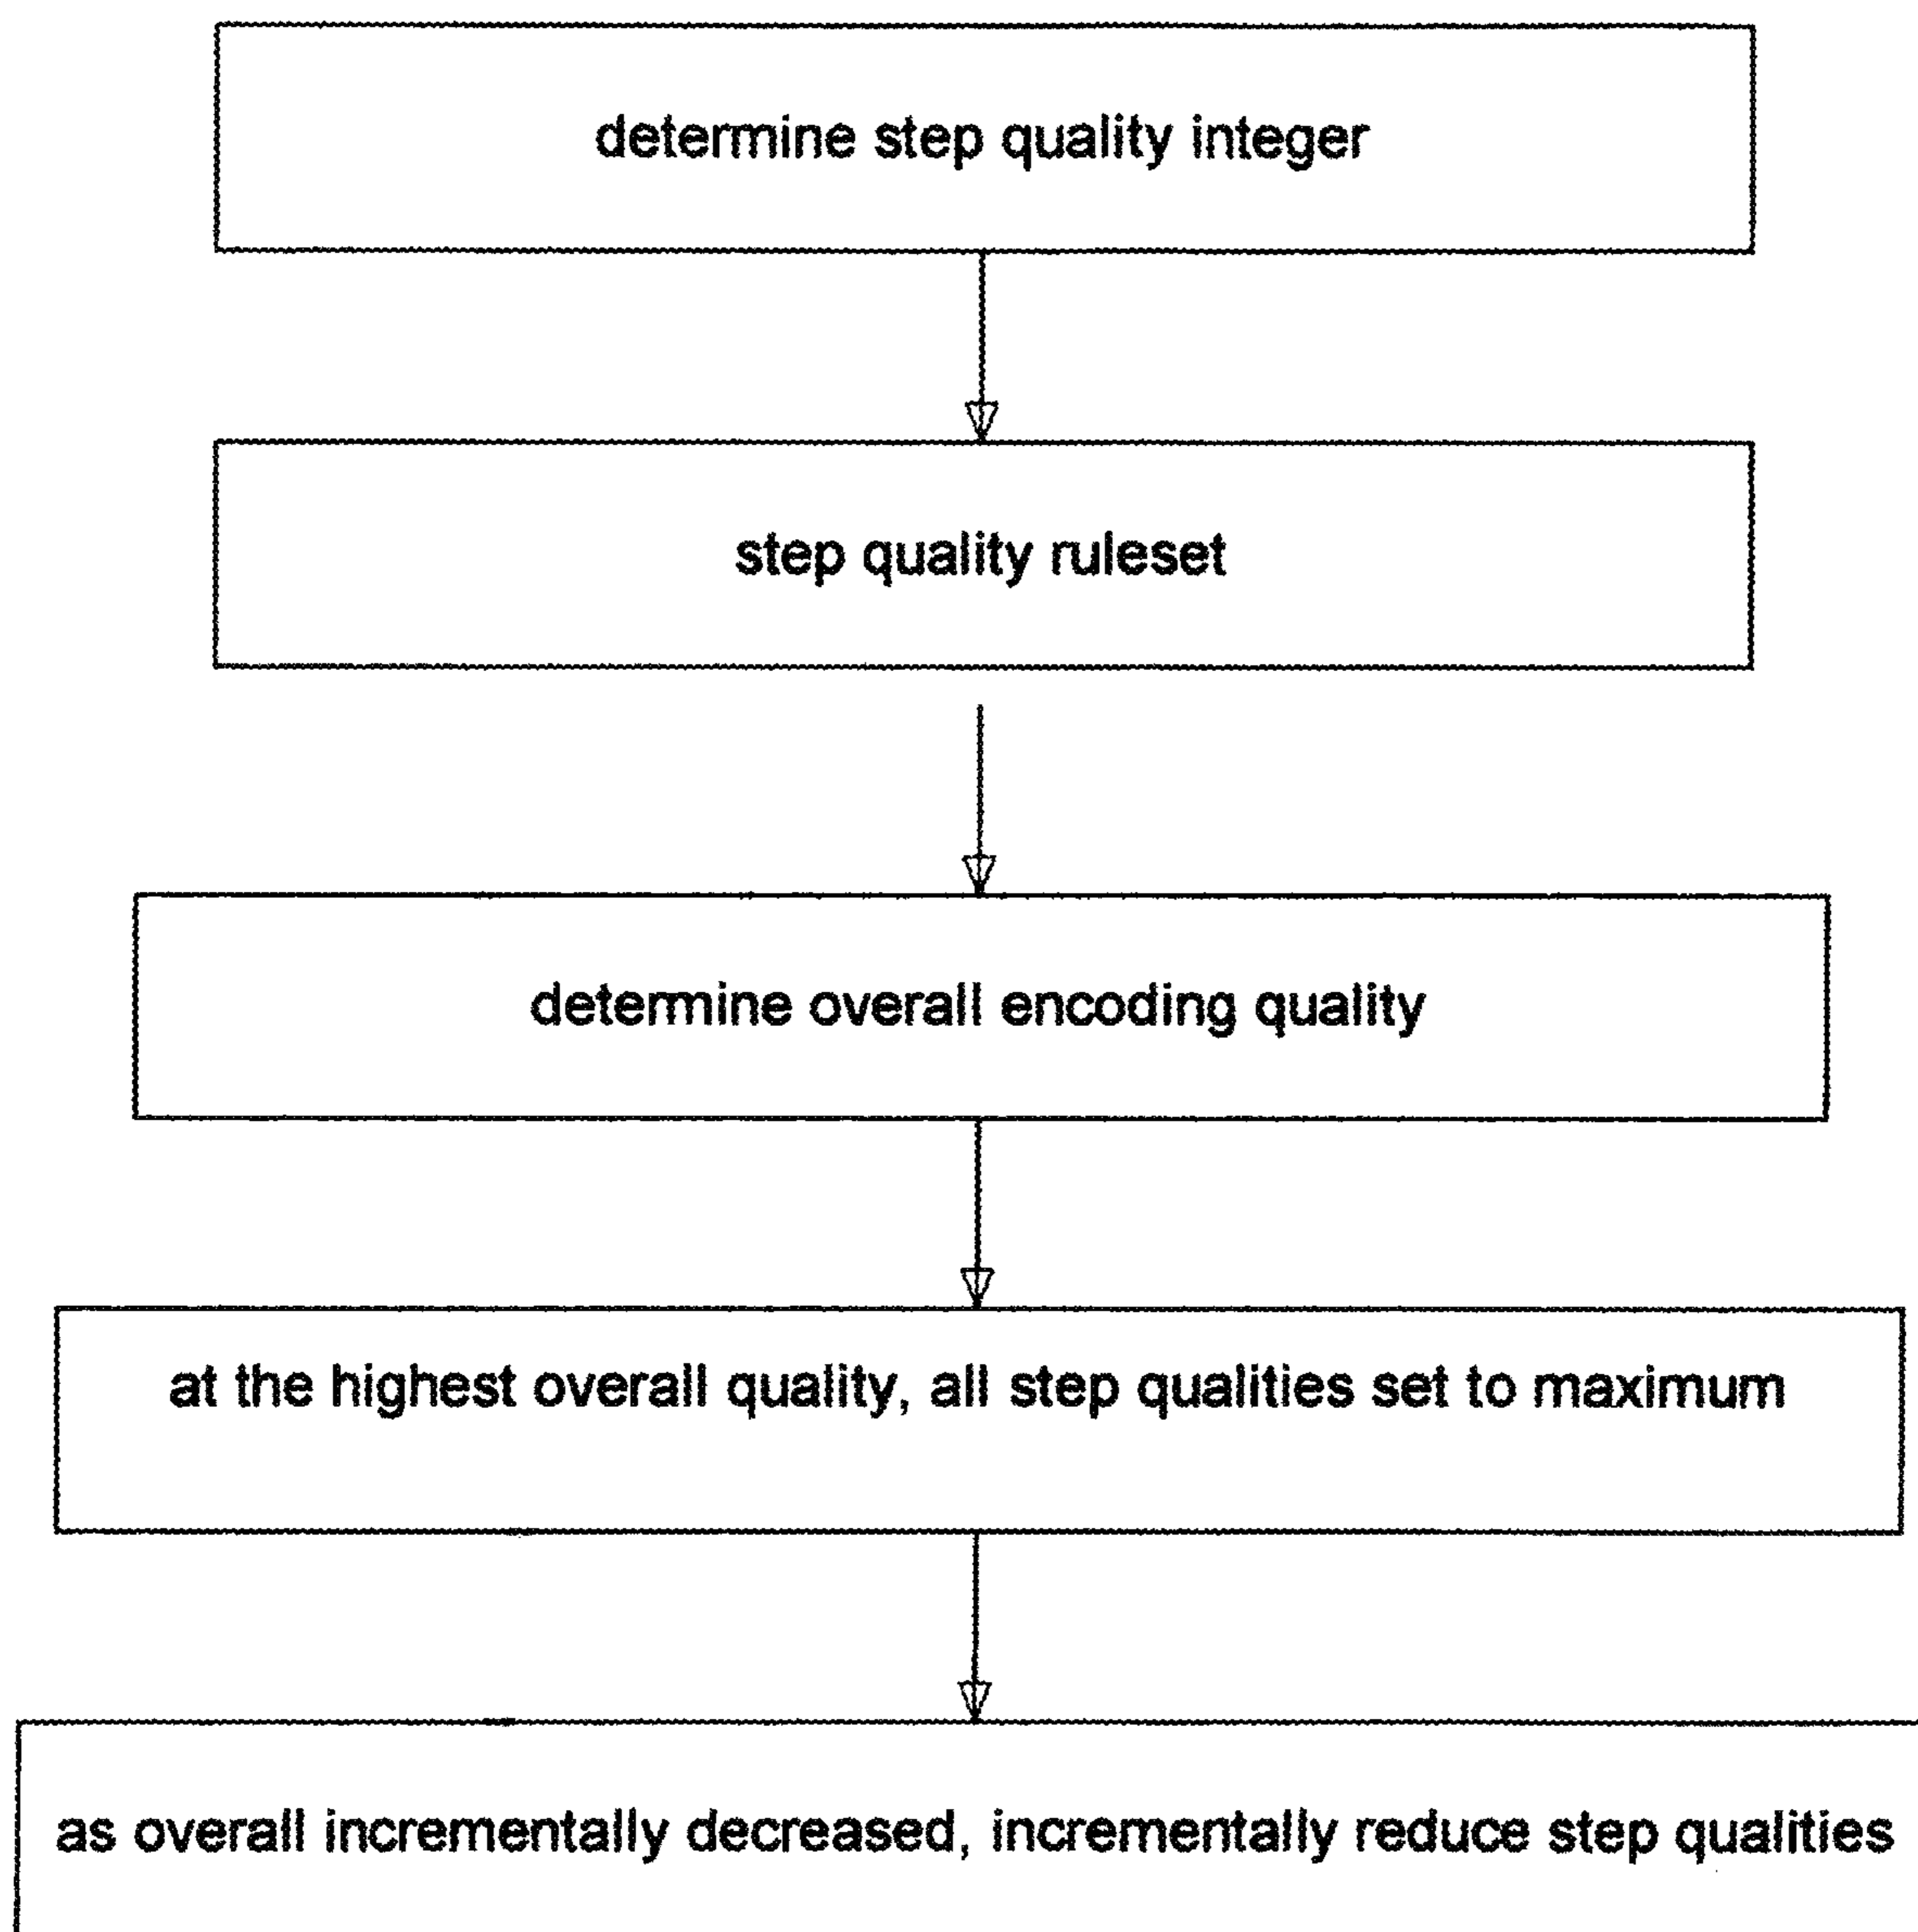 determine step quality integer
step quality ruleset
determine overall encoding quality
at the highest overall quality, all step qualities set to maximum
as overall incrementally decreased, incrementally reduce step qualities